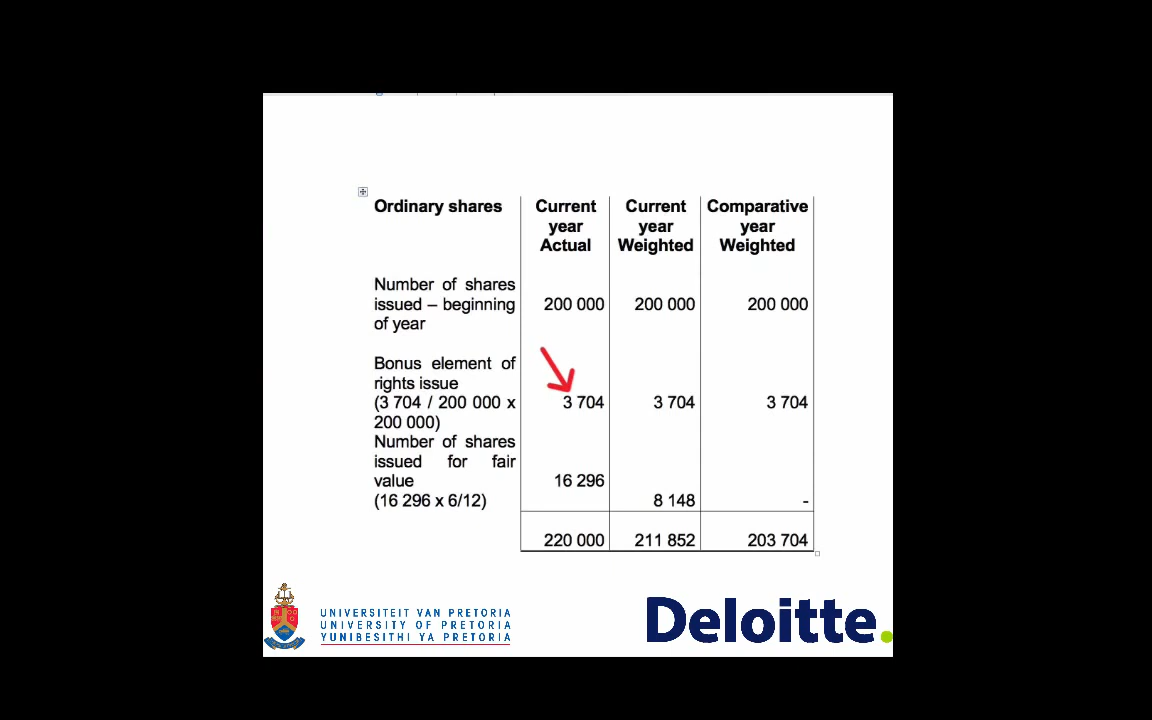 Ordinary shares Current Current Comparative
year year year
Actual Weighted Weighted
Number of shares
issued – beginning 200 000 200 000 200 000
of year
Bonus element of
rights issue
(3 704 / 200 000 x 3 704 3 704 3 704
200 000)
Number of shares
issued for fair
value 16 296
(16 296 x 6/12) 8 148 -
220 000 211 852 203 704
UNIVERSITEIT VAN PRETORIA
UNIVERSITY OF PRETORIA
YUNIBESITHI YA PRETORIA
Deloitte.